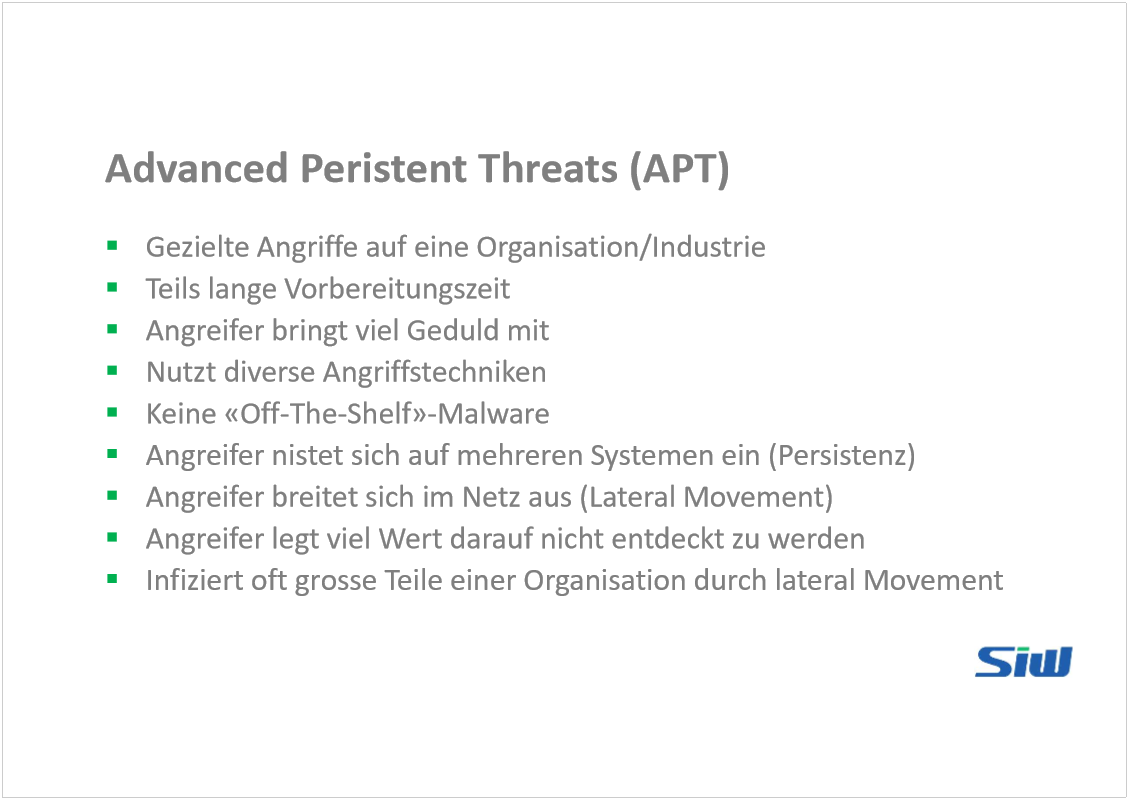 Advanced Peristent Threats (APT)
Gezielte Angriffe auf eine Organisation/Industrie
Teils lange Vorbereitungszeit
Angreifer bringt viel Geduld mit
Nutzt diverse Angriffstechniken
Keine «Off-The-Shelf»-Malware
Angreifer nistet sich auf mehreren Systemen ein (Persistenz)
Angreifer breitet sich im Netz aus (Lateral Movement)
Angreifer legt viel Wert darauf nicht entdeckt zu werden
Infiziert oft grosse Teile einer Organisation durch lateral Movement
Siw